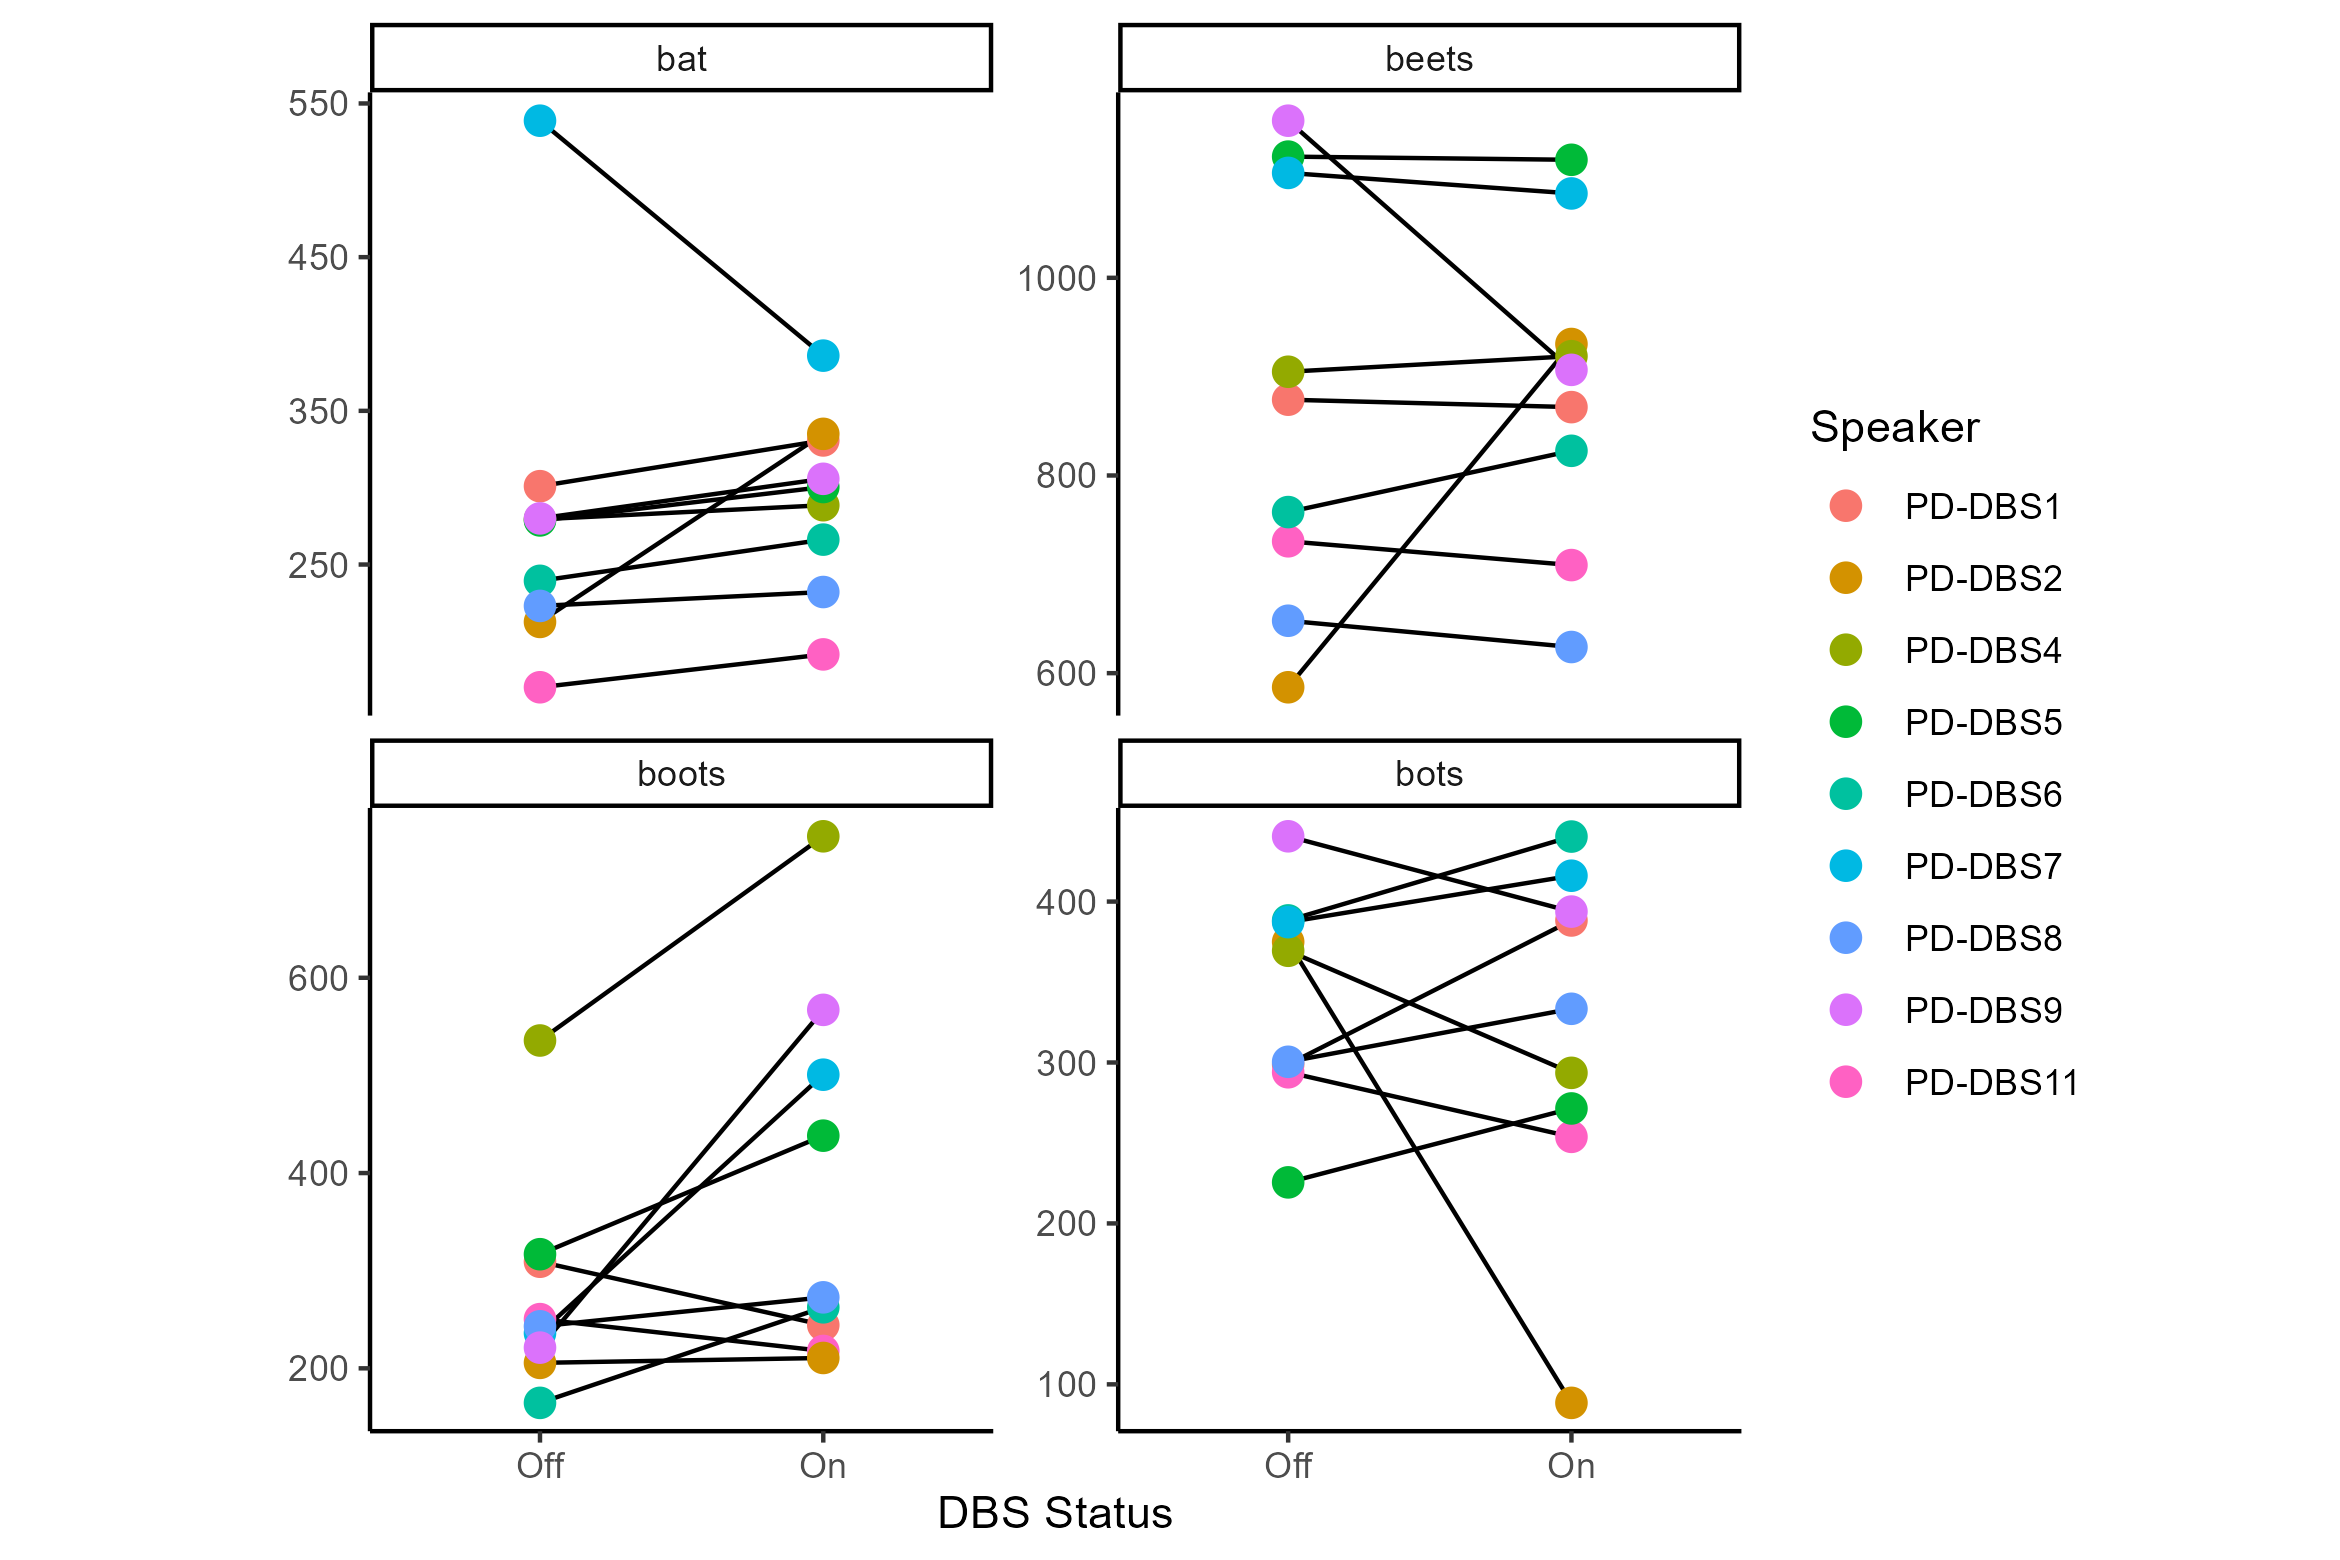 bat
beets
550
450
350
250
1000
800
600
boots
bots
600
400
200
400
300
200
100
Off
On
Off
On
DBS Status
Speaker
PD-DBS1
PD-DBS2
PD-DBS4
PD-DBS5
PD-DBS6
PD-DBS7
PD-DBS8
PD-DBS9
PD-DBS11